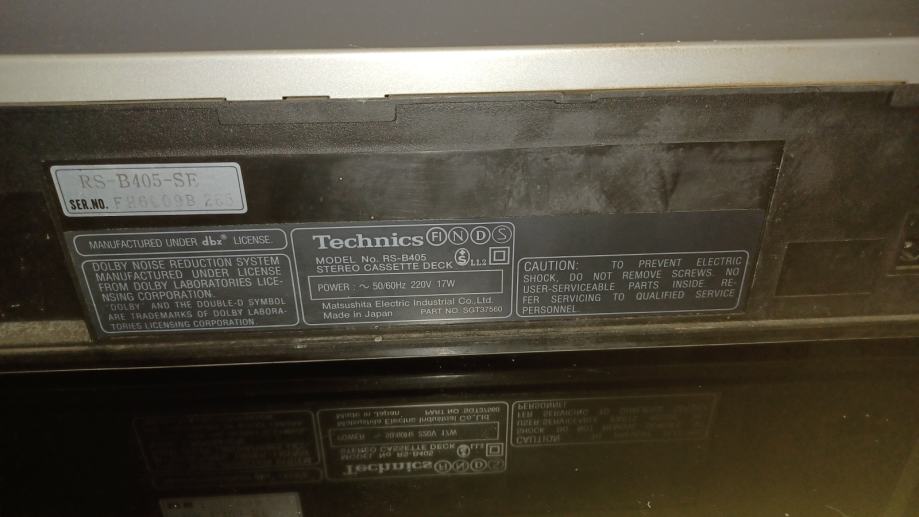 RS-B405-SE
SER.NO.
MANUFACTURED UNDER dbx® LICENSE.
DOLBY NOISE REDUCTION SYSTEM
MANUFACTURED UNDER LICENSE
FROM DOLBY LABORATORIES LICE-
NSING CORPORATION.
"DOLBY" AND THE DOUBLE-D SYMBOL
ARE TRADEMARKS OF DOLBY LABORA-
TORIES LICENSING CORPORATION.
Technics FI N D S
MODEL No. RS-B405
STEREO CASSETTE DECK LL2
POWER : ~ 50/60Hz 220V 17W
Matsushita Electric Industrial Co.,Ltd.
Made in Japan PART NO. SGT37560
CAUTION: TO PREVENT ELECTRIC
SHOCK, DO NOT REMOVE SCREWS. NO
USER-SERVICEABLE PARTS INSIDE RE-
FER SERVICING TO QUALIFIED SERVICE
PERSONNEL.